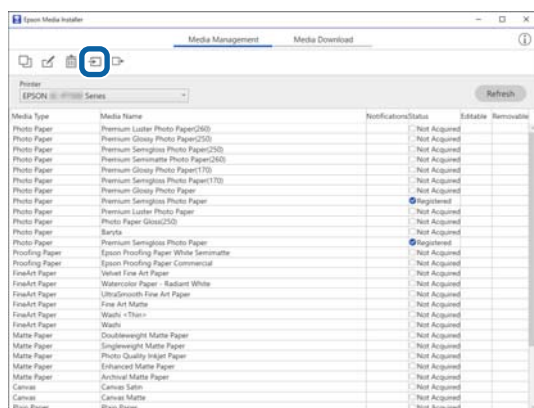 Epson Media Installer
Media Management Media Download
Printer
EPSON Series
Refresh
Media Type Media Name Notifications Status Editable Removable
Photo Paper Premium Luster Photo Paper(260) Not Acquired
Photo Paper Premium Glossy Photo Paper(250) Not Acquired
Photo Paper Premium Semigloss Photo Paper(250) Not Acquired
Photo Paper Premium Semimatte Photo Paper(260) Not Acquired
Photo Paper Premium Glossy Photo Paper(170) Not Acquired
Photo Paper Premium Semigloss Photo Paper(170) Not Acquired
Photo Paper Premium Glossy Photo Paper Not Acquired
Photo Paper Premium Semigloss Photo Paper Registered
Photo Paper Premium Luster Photo Paper Not Acquired
Photo Paper Photo Paper Gloss(250) Not Acquired
Photo Paper Baryta Not Acquired
Photo Paper Premium Semigloss Photo Paper Registered
Proofing Paper Epson Proofing Paper White Semimatte Not Acquired
Proofing Paper Epson Proofing Paper Commercial Not Acquired
FineArt Paper Velvet Fine Art Paper Not Acquired
FineArt Paper Watercolor Paper - Radiant White Not Acquired
FineArt Paper UltraSmooth Fine Art Paper Not Acquired
FineArt Paper Fine Art Matte Not Acquired
FineArt Paper Washi <Thin> Not Acquired
FineArt Paper Washi Not Acquired
Matte Paper Doubleweight Matte Paper Not Acquired
Matte Paper Singleweight Matte Paper Not Acquired
Matte Paper Photo Quality Inkjet Paper Not Acquired
Matte Paper Enhanced Matte Paper Not Acquired
Matte Paper Archival Matte Paper Not Acquired
Canvas Canvas Satin Not Acquired
Canvas Canvas Matte Not Acquired
Plain Paper Plain Paper Not Acquired